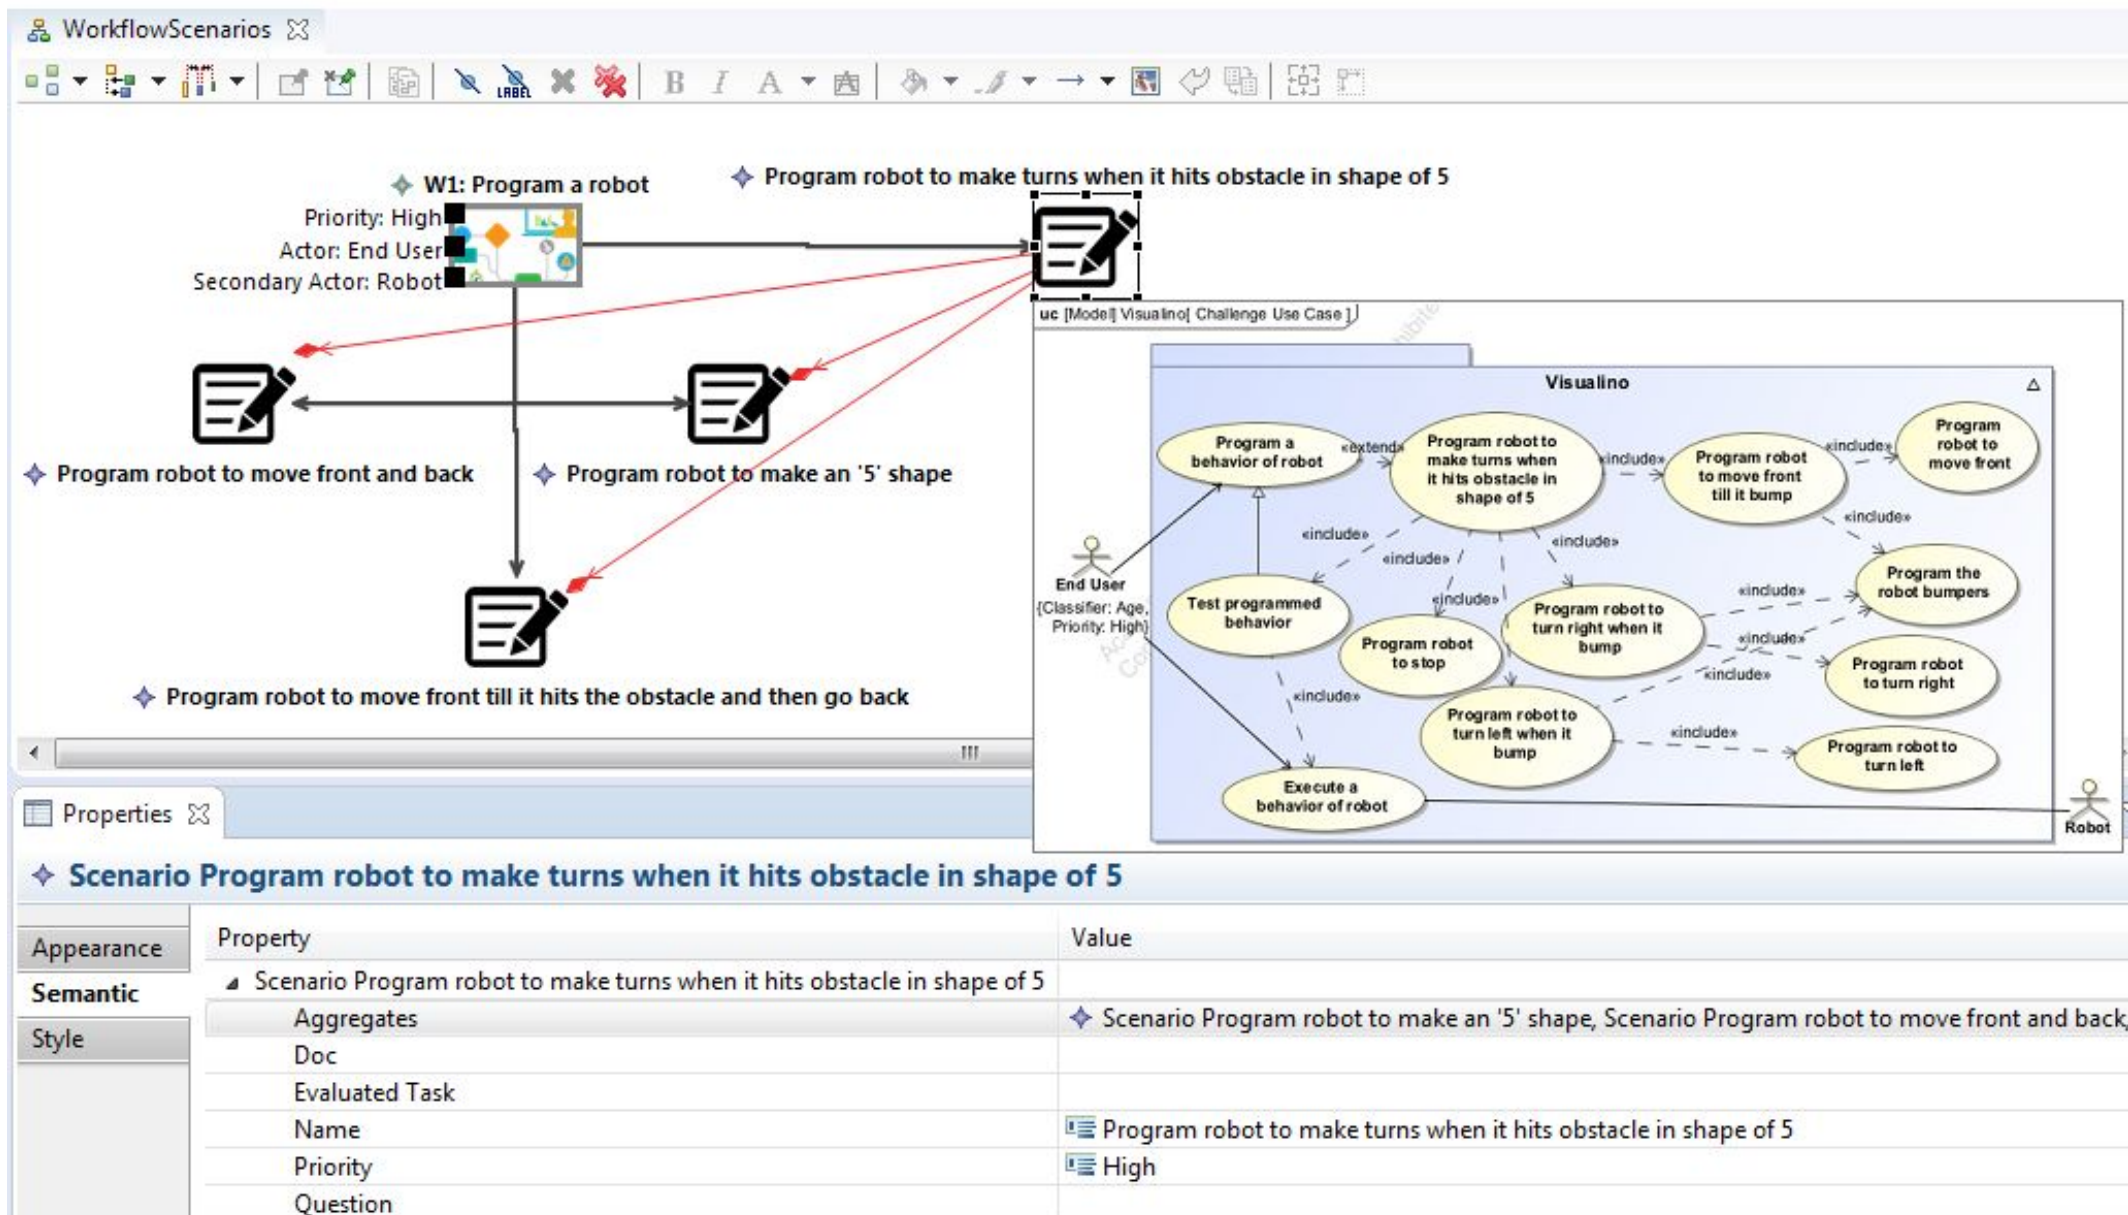 WorkflowScenarios
LABEL
B I A A
W1: Program a robot
Priority: High
Actor: End User
Secondary Actor: Robot
Program robot to make turns when it hits obstacle in shape of 5
Program robot to move front and back
Program robot to make an '5' shape
Program robot to move front till it hits the obstacle and then go back
uc [Model] Visualino[ Challenge Use Case ]
Visualino
Program a
behavior of robot
«extend»
Program robot to
make turns when
it hits obstacle in
shape of 5
«include»
Program robot
to move front
till it bump
«include»
Program
robot to
move front
«include»
«include»
«include»
«include»
End User
{Classifier: Age,
Priority: High}
Test programmed
behavior
«include»
Program robot
to stop
Program robot to
turn right when it
bump
«include»
«include»
«include»
Program the
robot bumpers
Program robot
to turn right
«include»
Program robot to
turn left when it
bump
«include»
Program robot to
turn left
Execute a
behavior of robot
Robot
Properties
Scenario Program robot to make turns when it hits obstacle in shape of 5
Appearance
Semantic
Style
Property Value
Scenario Program robot to make turns when it hits obstacle in shape of 5
Aggregates Scenario Program robot to make an '5' shape, Scenario Program robot to move front and back,
Doc
Evaluated Task
Name Program robot to make turns when it hits obstacle in shape of 5
Priority High
Question